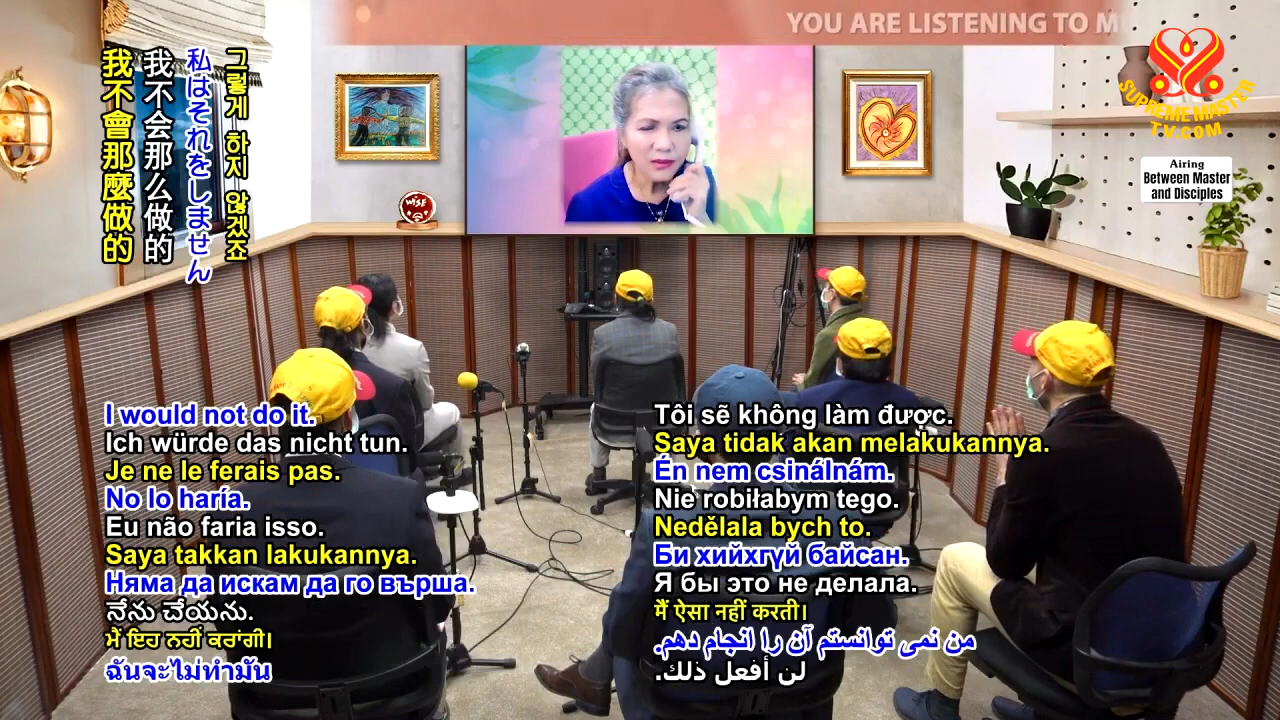 YOU ARE LISTENING TO M
SUPREME MASTER
TV.COM
Airing
Between Master
and Disciples
我不會那麼做的
我不会那么做的
私はそれをしません
그렇게 하지 않겠죠
WISE
I would not do it.
Ich würde das nicht tun.
Je ne le ferais pas.
No lo haría.
Eu não faria isso.
Saya takkan lakukannya.
Няма да искам да го върша.
నేను చేయను.
ਮੈਂ ਇਹ ਨਹੀਂ ਕਰਾਂਗੀ।
ฉันจะไม่ทำมัน
Tôi sẽ không làm được.
Saya tidak akan melakukannya.
Én nem csinálnám.
Nie robiłabym tego.
Nedělala bych to.
Би хийхгүй байсан.
Я бы это не делала.
मैं ऐसा नहीं करती।
من نمی توانستم آن را انجام دهم.
لن أفعل ذلك.